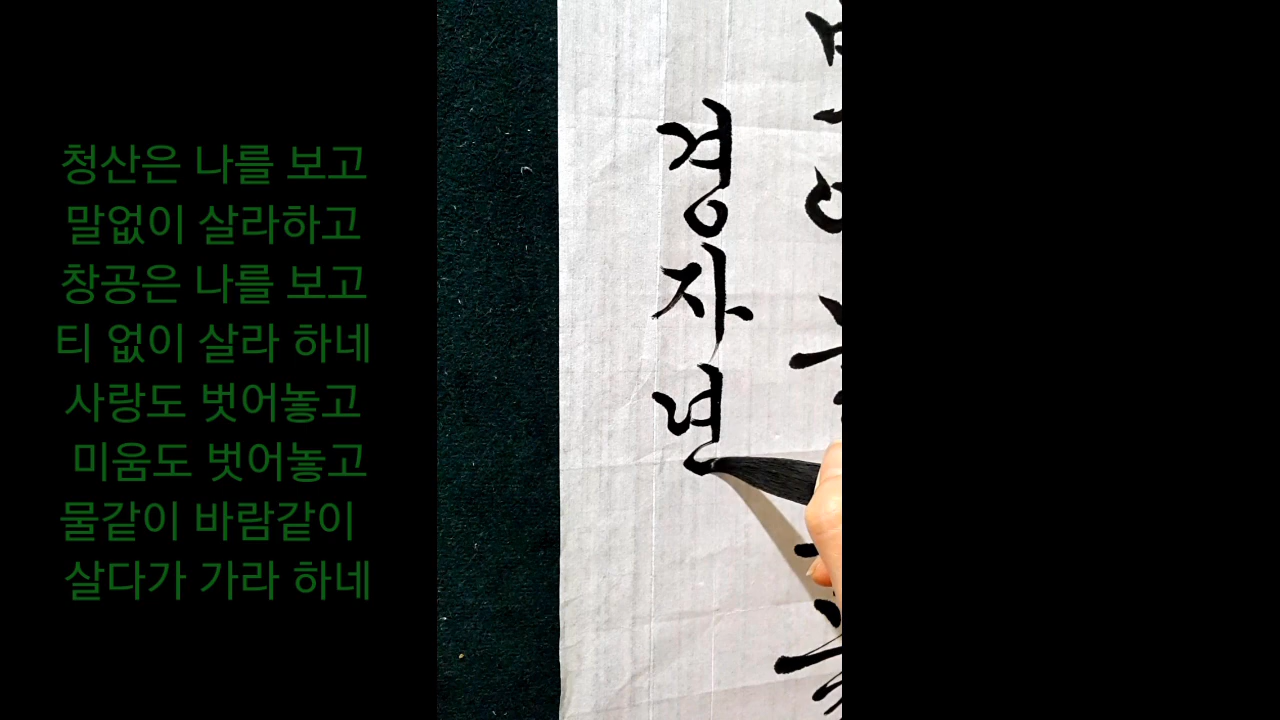 청산은 나를 보고
말없이 살라하고
창공은 나를 보고
티 없이 살라 하네
사랑도 벗어놓고
미움도 벗어놓고
물같이 바람같이
살다가 가라 하네
경자년